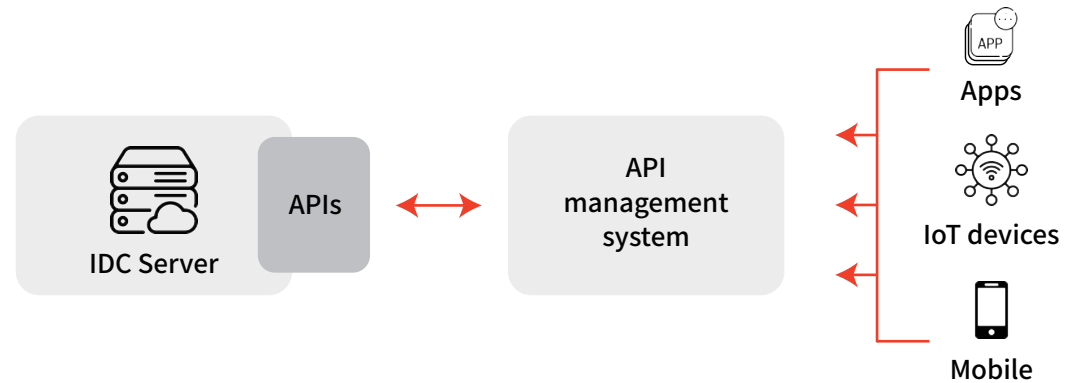 IDC Server
APIs
API
management
system
APP
Apps
IoT devices
Mobile